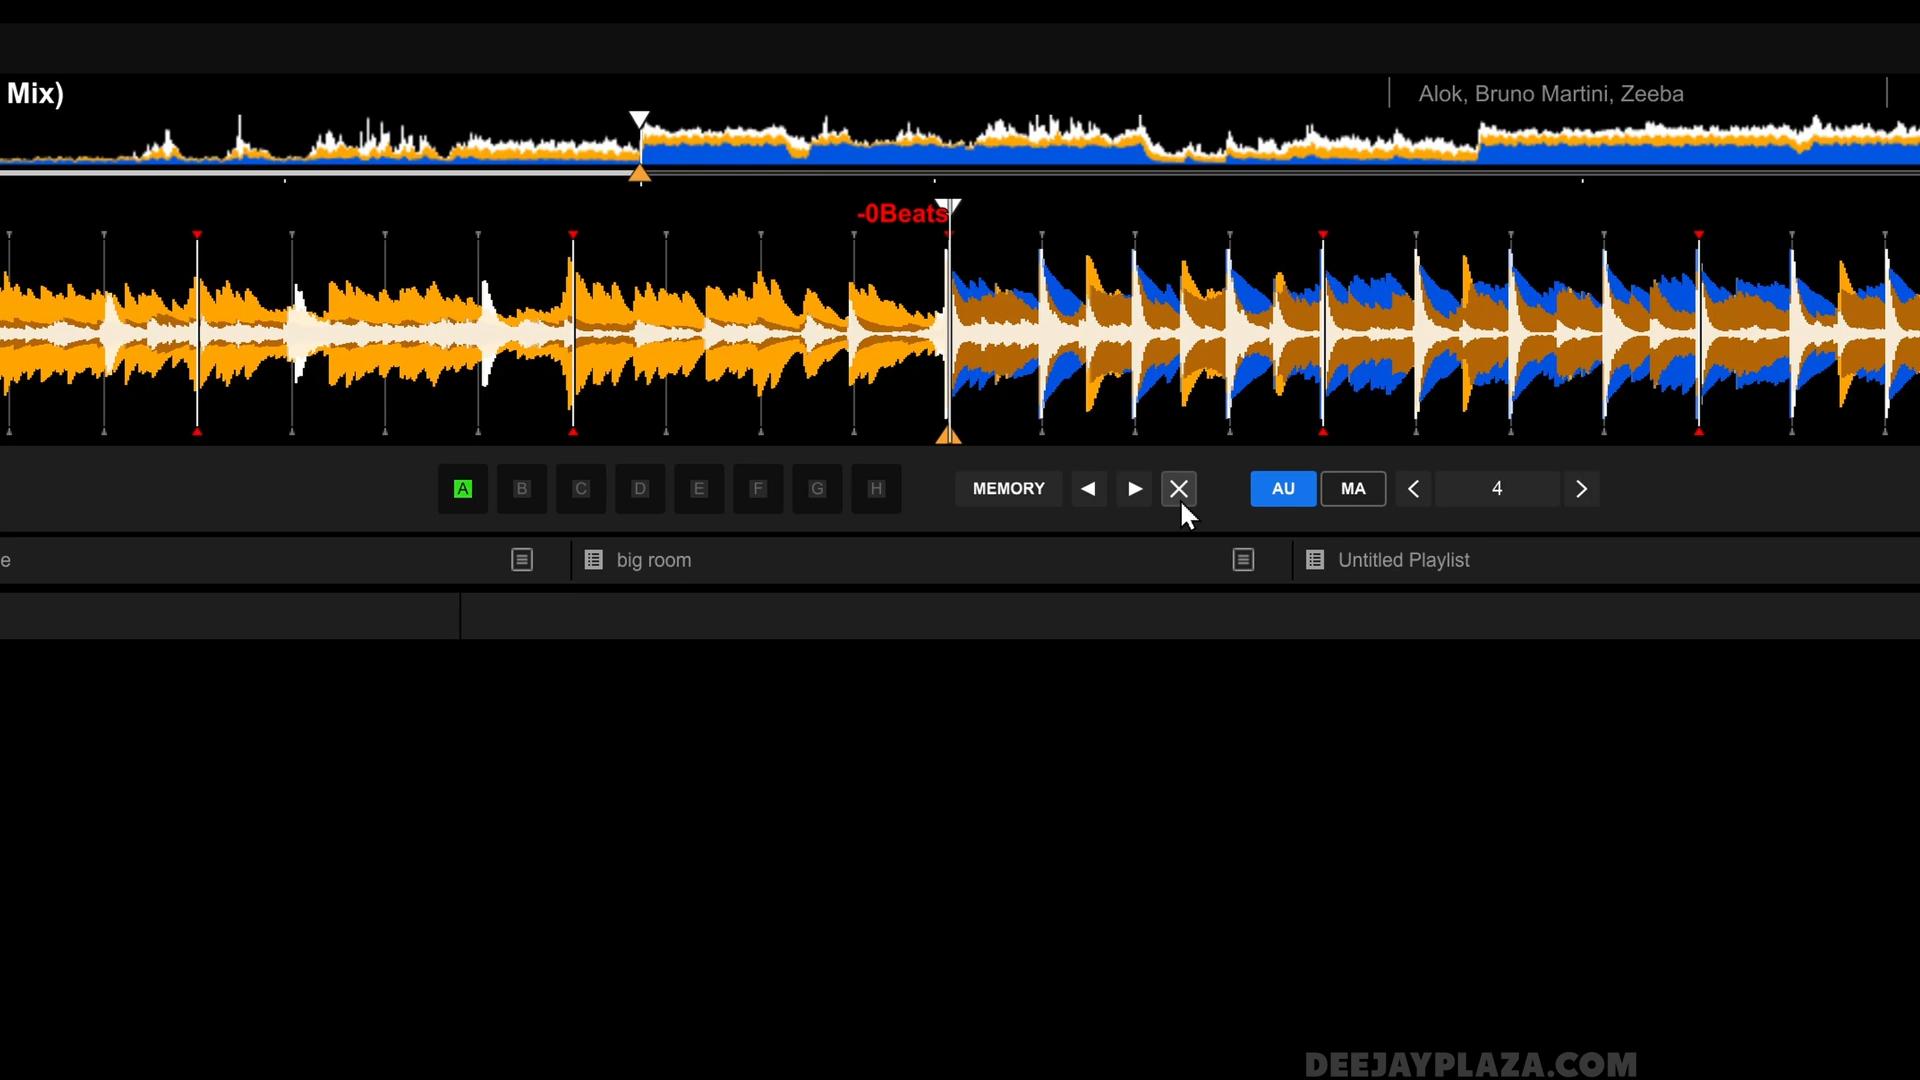 Mix)
Alok, Bruno Martini, Zeeba
-0Beats
A B C D E F G H
MEMORY
AU MA 4
e
big room
Untitled Playlist
DEEJAYPLAZA.COM